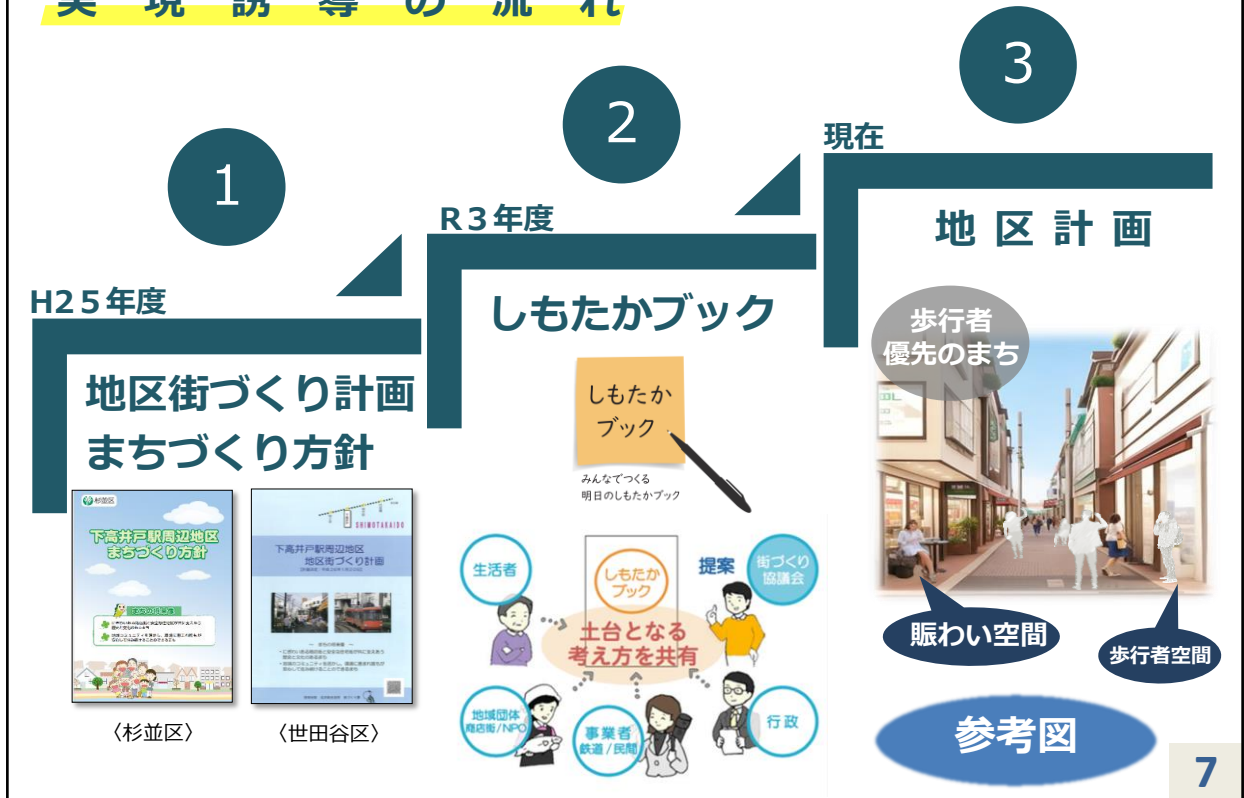 実現誘導の流れ
1
H25年度
地区街づくり計画
まちづくり方針
杉並区
下高井戸駅周辺地区
まちづくり方針
〈杉並区〉
SHIMOTAKAIDO
下高井戸駅周辺地区
地区街づくり計画
〈世田谷区〉
2
R3年度
しもたかブック
しもたか
ブック
みんなでつくる
明日のしもたかブック
生活者
しもたか
ブック
提案
街づくり
協議会
土台となる
考え方を共有
地域団体
商店街/NPO
事業者
鉄道/民間
行政
3
現在
地区計画
歩行者
優先のまち
賑わい空間
歩行者空間
参考図
7